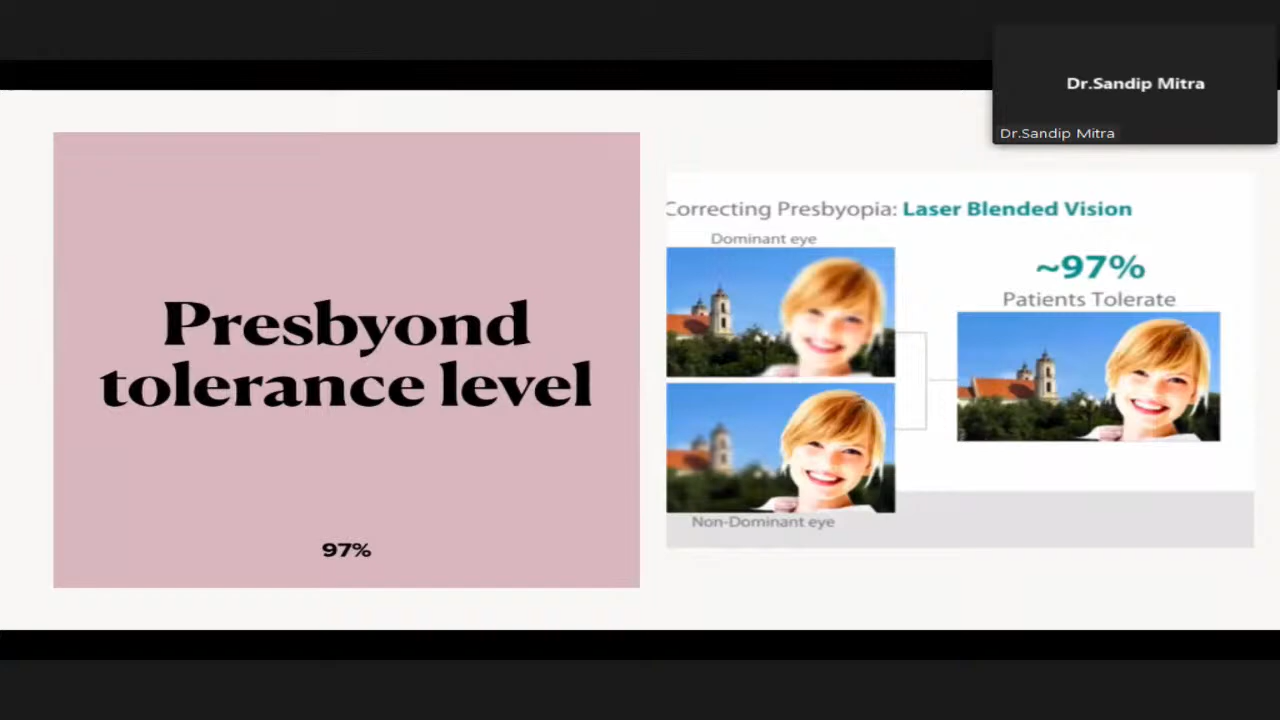 Dr.Sandip Mitra
Dr.Sandip Mitra
Presbyond
tolerance level
97%
Correcting Presbyopia: Laser Blended Vision
Dominant eye
~97%
Patients Tolerate
Non-Dominant eye